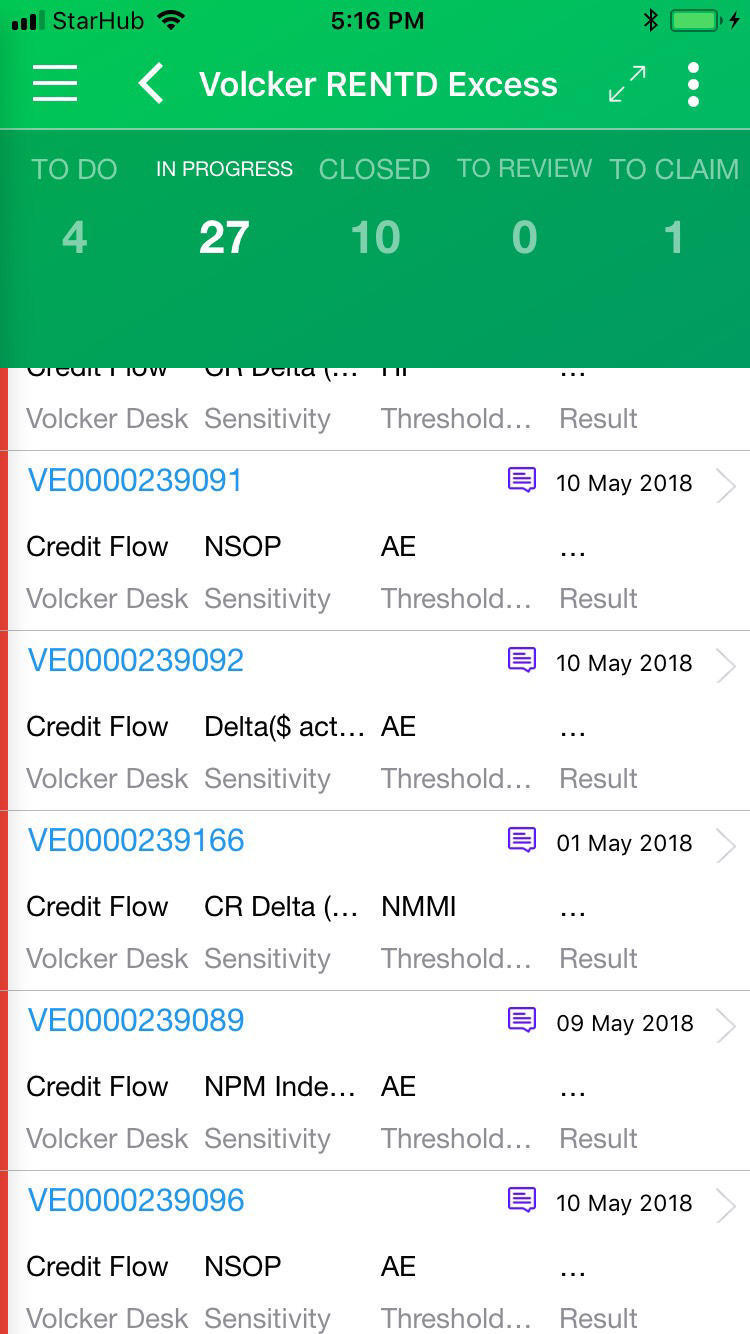 StarHub 5:16 PM
Volcker RENTD Excess
TO DO IN PROGRESS CLOSED TO REVIEW TO CLAIM
4 27 10 0 1
Credit Flow CR Delta (... ...
Volcker Desk Sensitivity Threshold... Result
VE0000239091 10 May 2018
Credit Flow NSOP AE ...
Volcker Desk Sensitivity Threshold... Result
VE0000239092 10 May 2018
Credit Flow Delta($ act... AE ...
Volcker Desk Sensitivity Threshold... Result
VE0000239166 01 May 2018
Credit Flow CR Delta (... NMMI ...
Volcker Desk Sensitivity Threshold... Result
VE0000239089 09 May 2018
Credit Flow NPM Inde... AE ...
Volcker Desk Sensitivity Threshold... Result
VE0000239096 10 May 2018
Credit Flow NSOP AE ...
Volcker Desk Sensitivity Threshold... Result